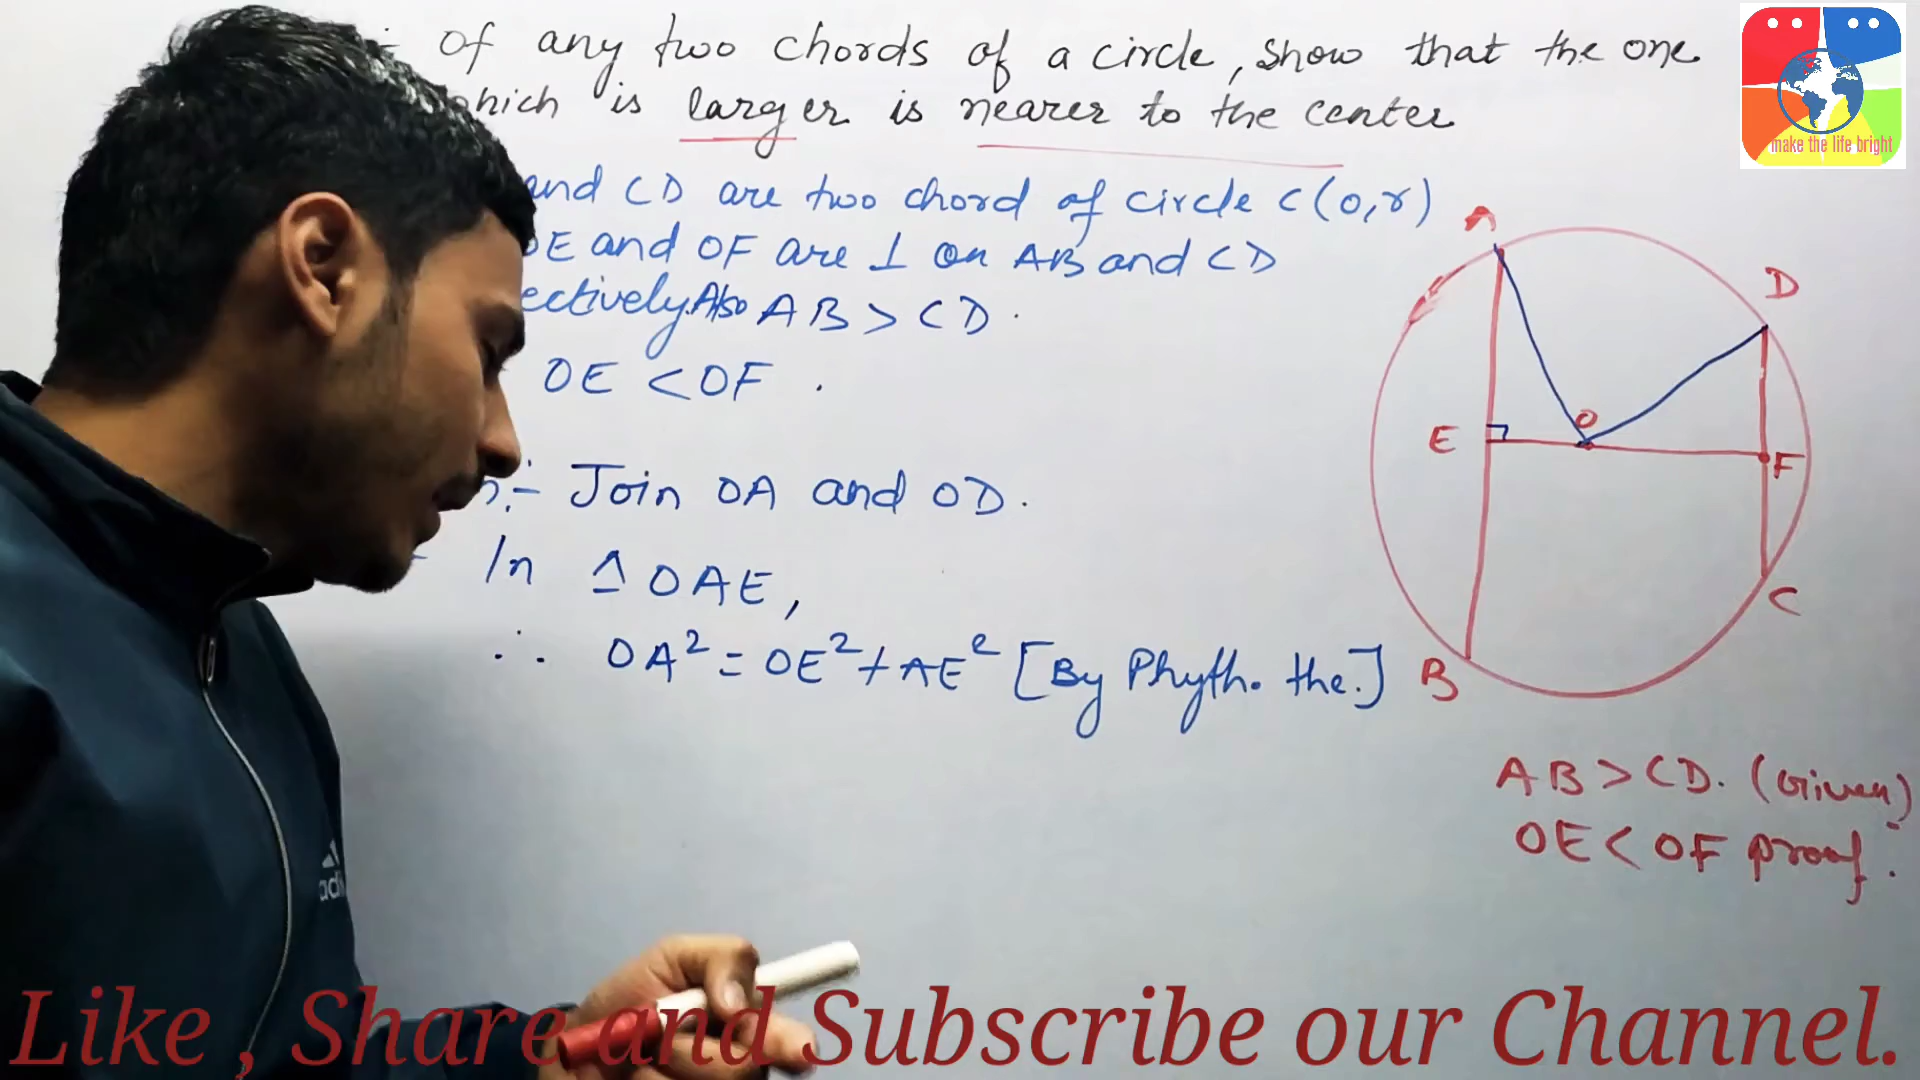 of any two chords of a circle, show that the one
which is larger is nearer to the center
and CD are two chord of circle C(0,r)
OE and OF are ⊥ on AB and CD
ectively. Also AB > CD.
OE < OF .
n:- Join OA and OD.
In Δ OAE,
∴ OA² = OE² + AE² [By Phyth. the.]
A
D
O
E
F
C
B
AB > CD. (Given)
OE < OF proof.
make the life bright
adi
Like , Share and Subscribe our Channel.